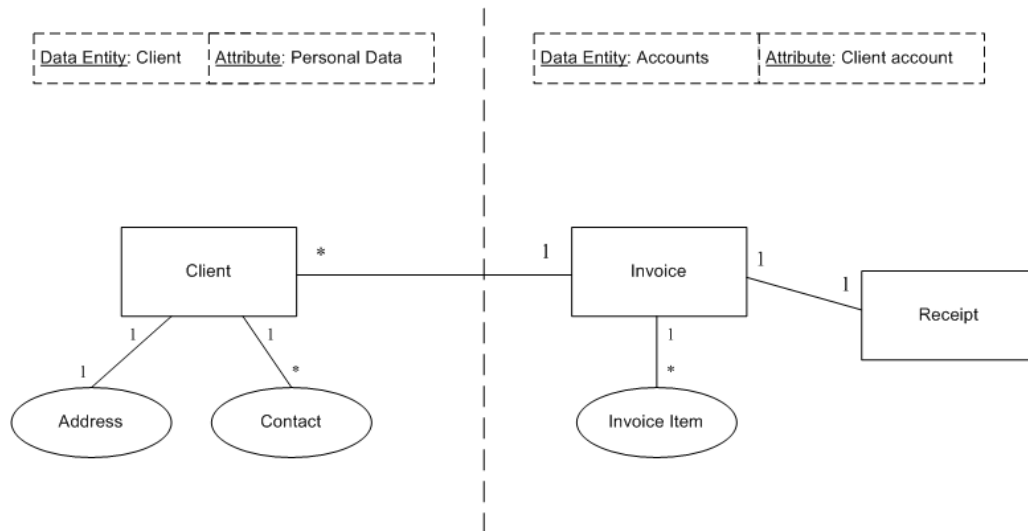 Data Entity: Client
Attribute: Personal Data
Data Entity: Accounts
Attribute: Client account
Client
*
1
Invoice
1
1
Receipt
1
1
1
*
1
*
Address
Contact
Invoice Item